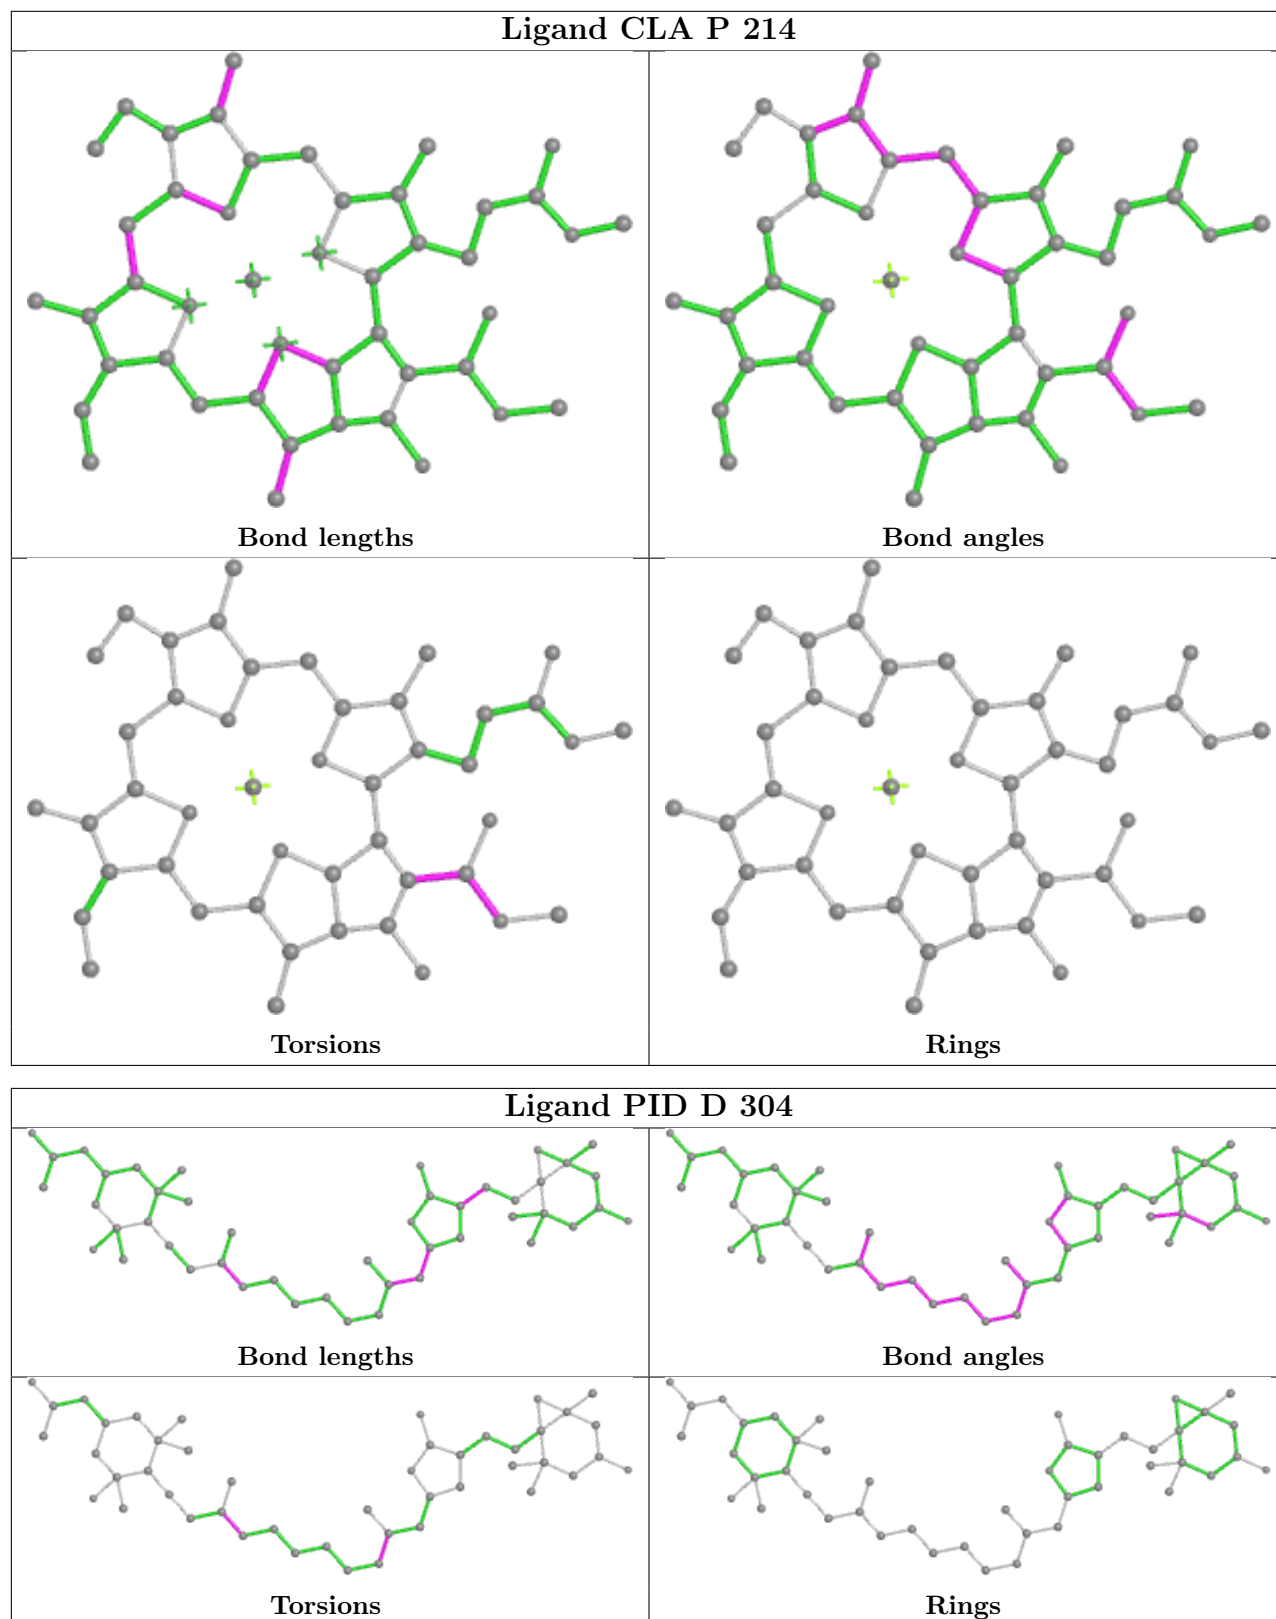 Ligand CLA P 214
Bond lengths
Bond angles
Torsions
Rings
Ligand PID D 304
Bond lengths
Bond angles
Torsions
Rings